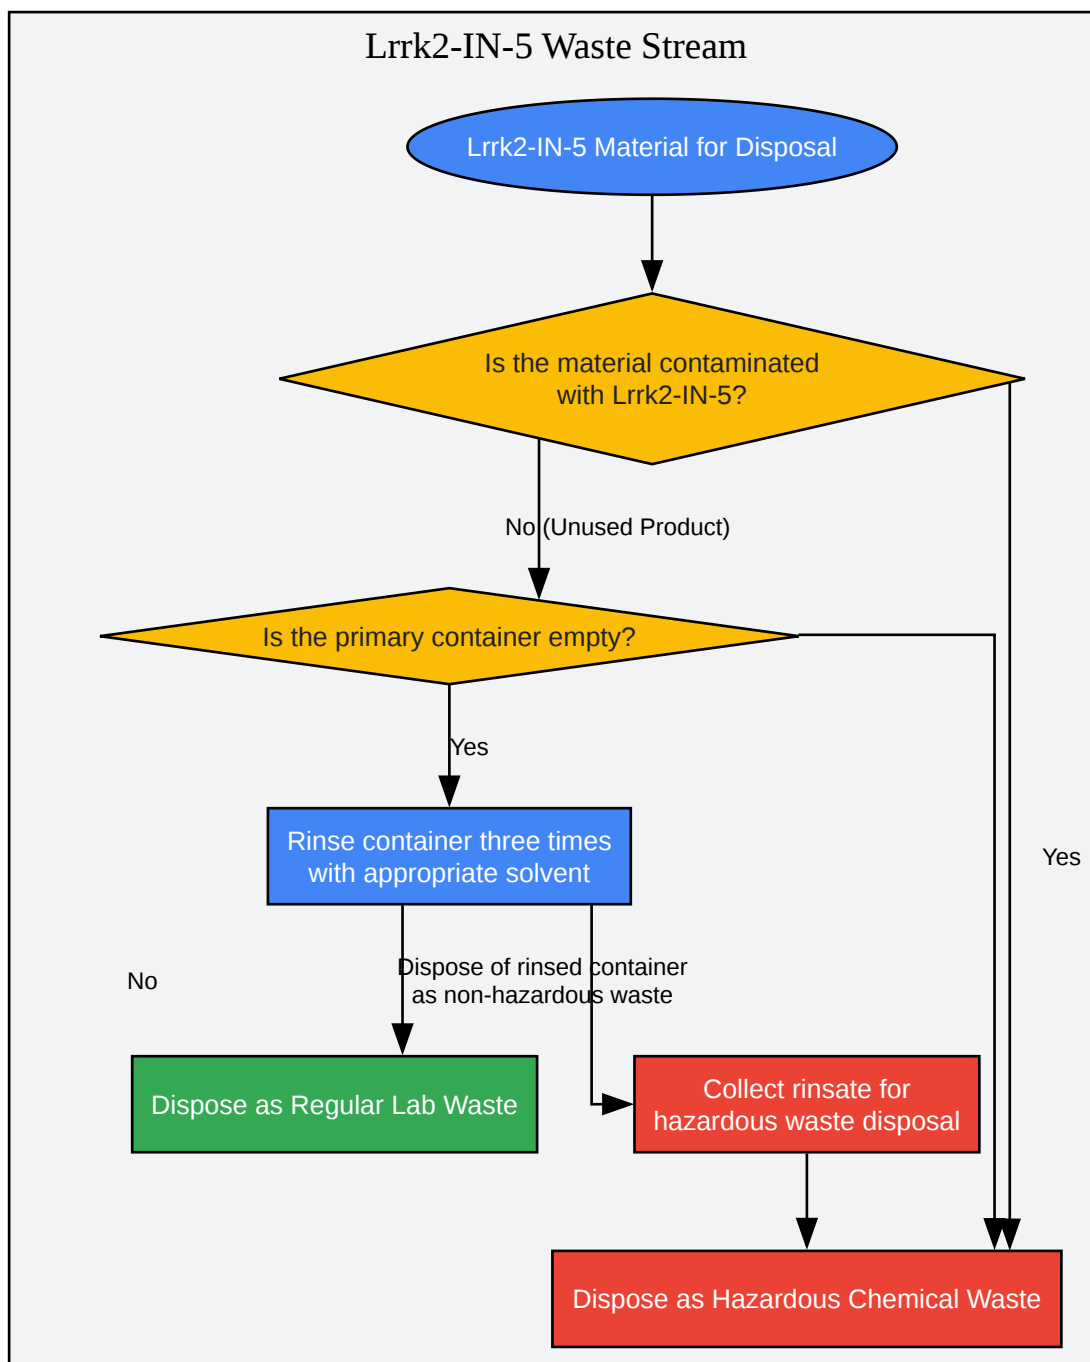 Lrrk2-IN-5 Waste Stream
Lrrk2-IN-5 Material for Disposal
Is the material contaminated
with Lrrk2-IN-5?
No (Unused Product)
Is the primary container empty?
Yes
Rinse container three times
with appropriate solvent
Yes
No
Dispose of rinsed container
as non-hazardous waste
Dispose as Regular Lab Waste
Collect rinsate for
hazardous waste disposal
Dispose as Hazardous Chemical Waste